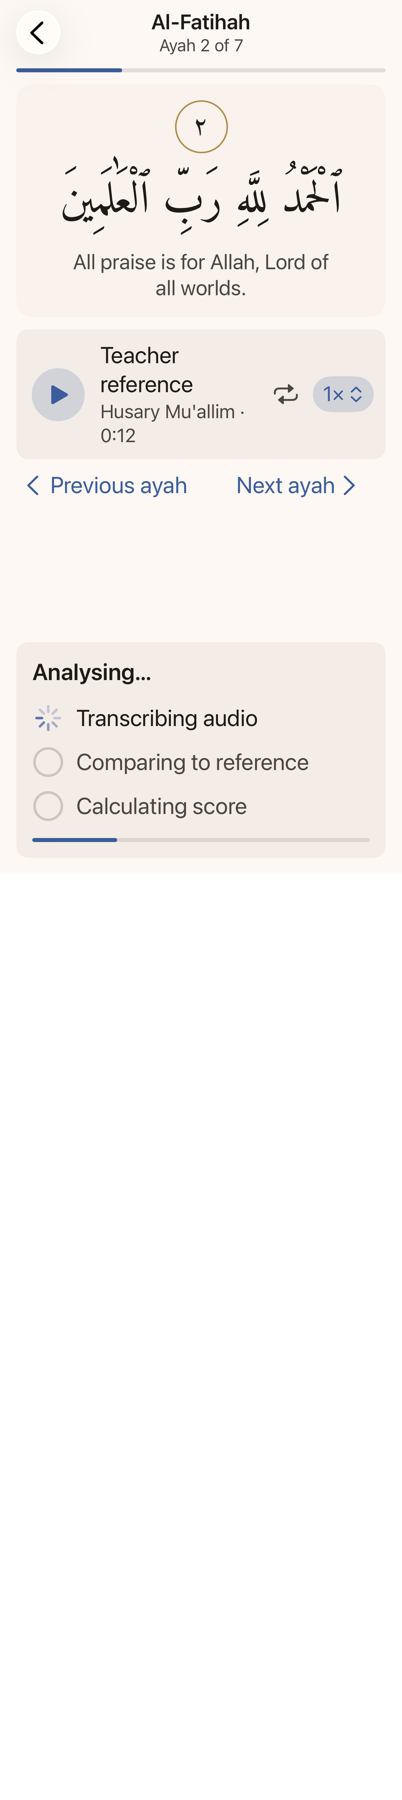 Al-Fatihah
Ayah 2 of 7
٢
ٱلْحَمْدُ لِلَّهِ رَبِّ ٱلْعَٰلَمِينَ
All praise is for Allah, Lord of
all worlds.
Teacher
reference
Husary Mu'allim ·
0:12
1×
Previous ayah
Next ayah
Analysing...
Transcribing audio
Comparing to reference
Calculating score